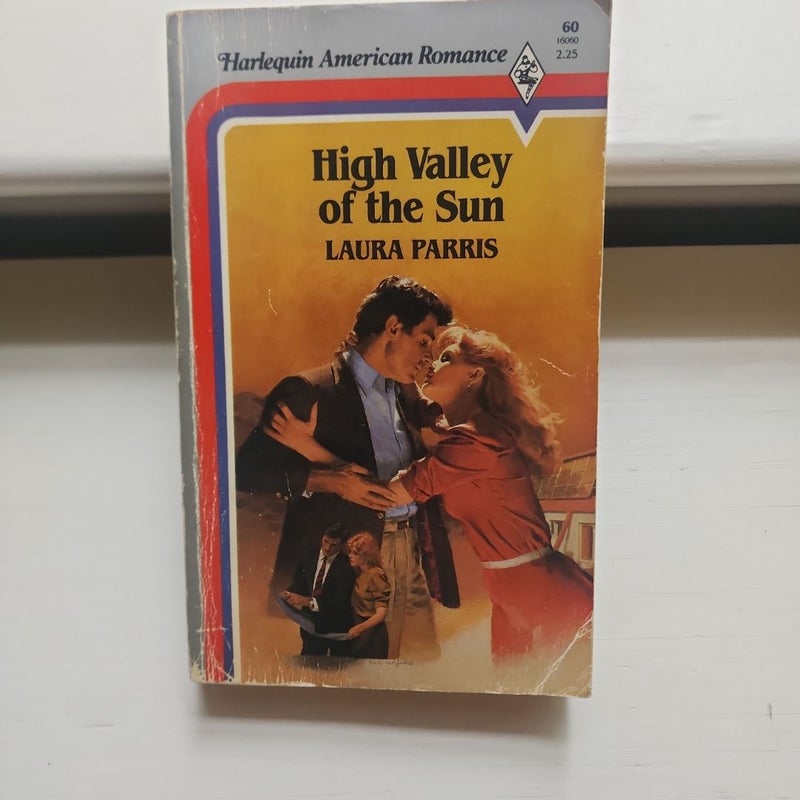 60
16060
Harlequin American Romance
2.25
High Valley
of the Sun
LAURA PARRIS